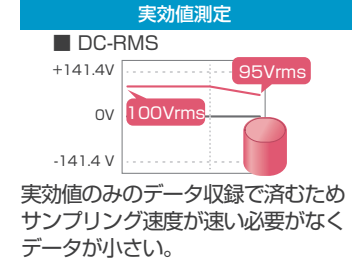 実効値測定
■ DC-RMS
+141.4V
95Vrms
0V
100Vrms
-141.4 V
実効値のみのデータ収録で済むため
サンプリング速度が速い必要がなく
データが小さい。